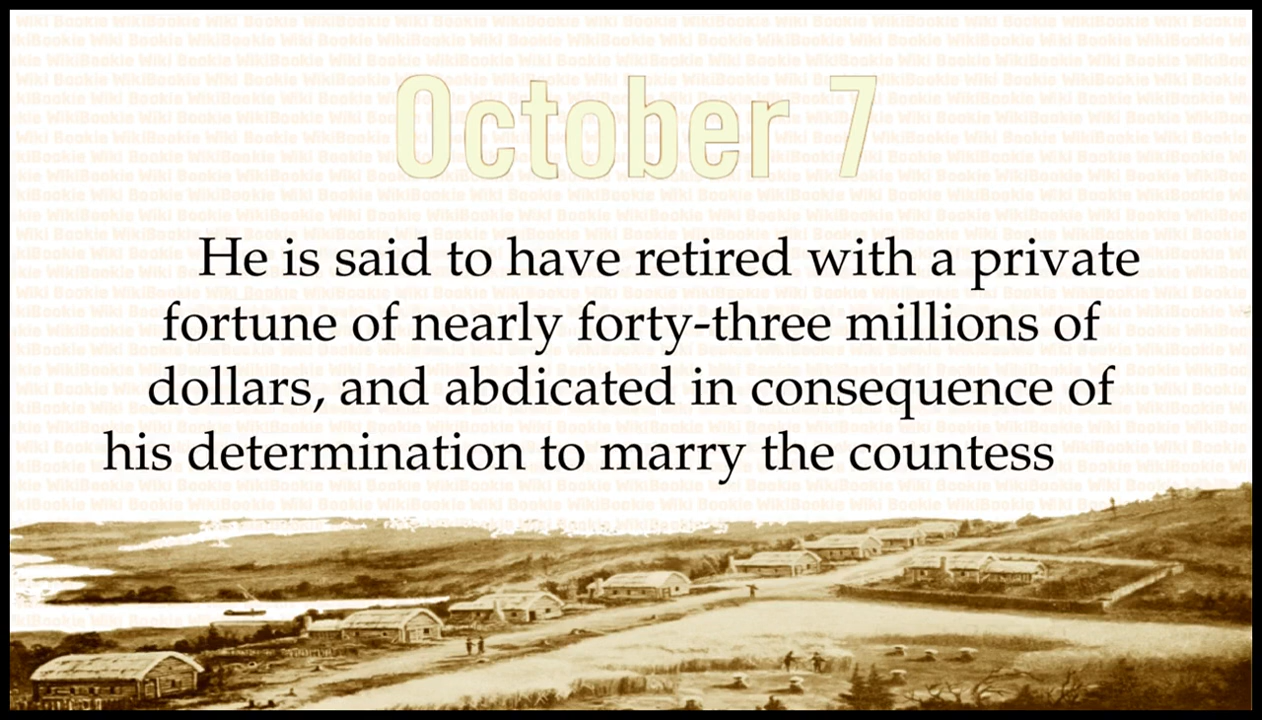 October 7
He is said to have retired with a private
fortune of nearly forty-three millions of
dollars, and abdicated in consequence of
his determination to marry the countess